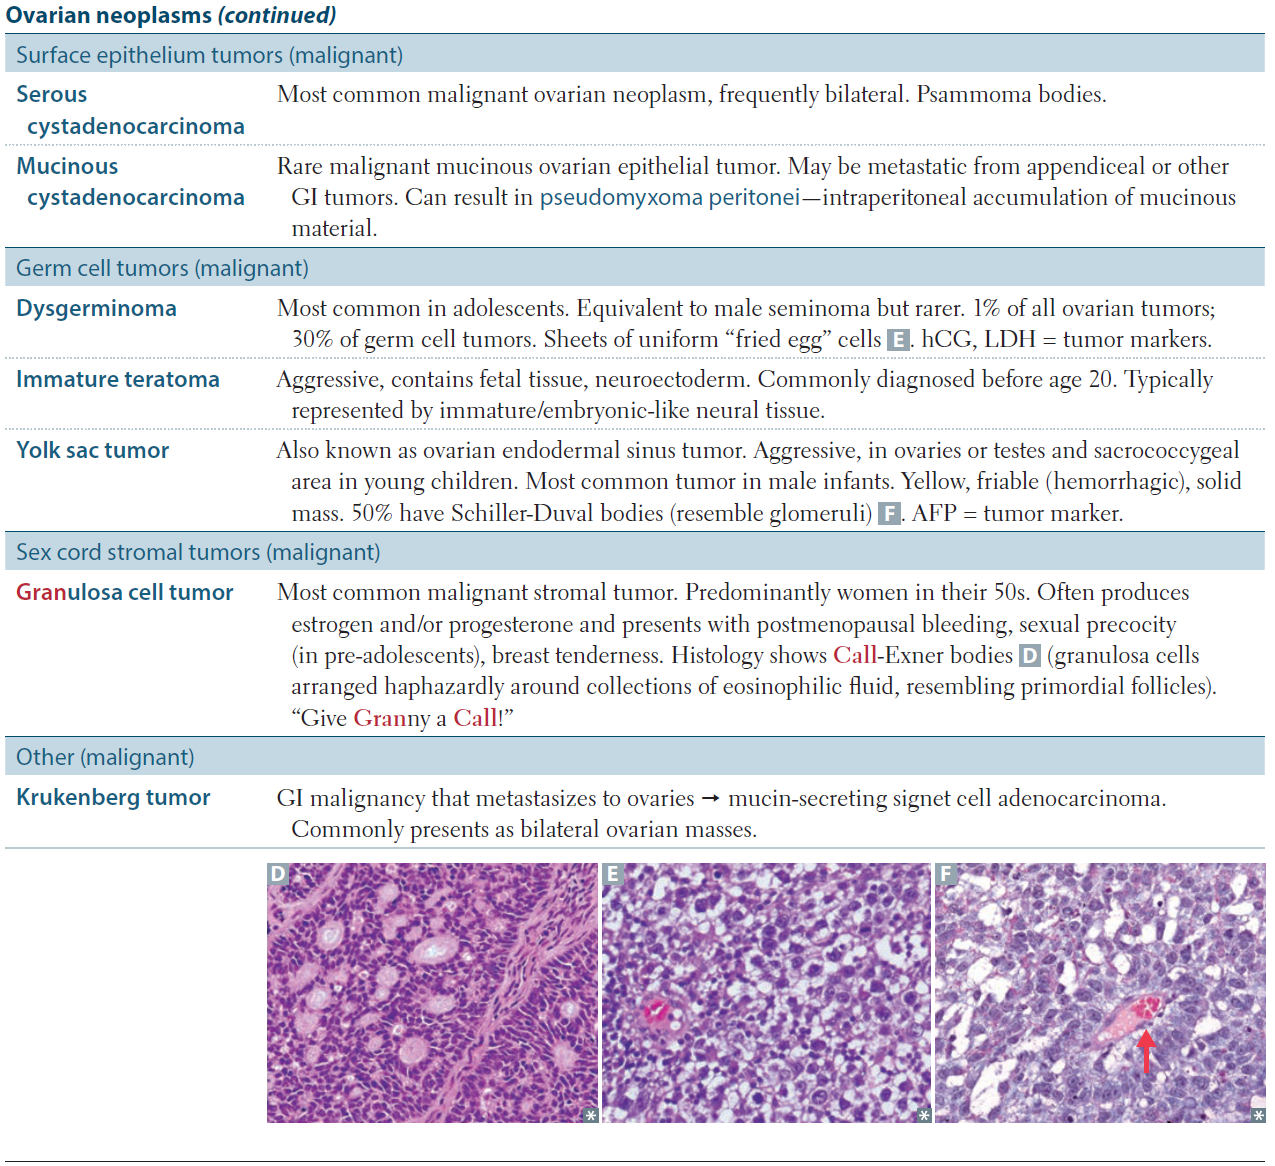 Ovarian neoplasms (continued)
Surface epithelium tumors (malignant)
Serous
cystadenocarcinoma
Most common malignant ovarian neoplasm, frequently bilateral. Psammoma bodies.
Mucinous
cystadenocarcinoma
Rare malignant mucinous ovarian epithelial tumor. May be metastatic from appendiceal or other
GI tumors. Can result in pseudomyxoma peritonei—intraperitoneal accumulation of mucinous
material.
Germ cell tumors (malignant)
Dysgerminoma
Most common in adolescents. Equivalent to male seminoma but rarer. 1% of all ovarian tumors;
30% of germ cell tumors. Sheets of uniform “fried egg” cells E. hCG, LDH = tumor markers.
Immature teratoma
Aggressive, contains fetal tissue, neuroectoderm. Commonly diagnosed before age 20. Typically
represented by immature/embryonic-like neural tissue.
Yolk sac tumor
Also known as ovarian endodermal sinus tumor. Aggressive, in ovaries or testes and sacrococcygeal
area in young children. Most common tumor in male infants. Yellow, friable (hemorrhagic), solid
mass. 50% have Schiller-Duval bodies (resemble glomeruli) F. AFP = tumor marker.
Sex cord stromal tumors (malignant)
Granulosa cell tumor
Most common malignant stromal tumor. Predominantly women in their 50s. Often produces
estrogen and/or progesterone and presents with postmenopausal bleeding, sexual precocity
(in pre-adolescents), breast tenderness. Histology shows Call-Exner bodies D (granulosa cells
arranged haphazardly around collections of eosinophilic fluid, resembling primordial follicles).
“Give Granny a Call!”
Other (malignant)
Krukenberg tumor
GI malignancy that metastasizes to ovaries → mucin-secreting signet cell adenocarcinoma.
Commonly presents as bilateral ovarian masses.
D
E
F
*
*
*